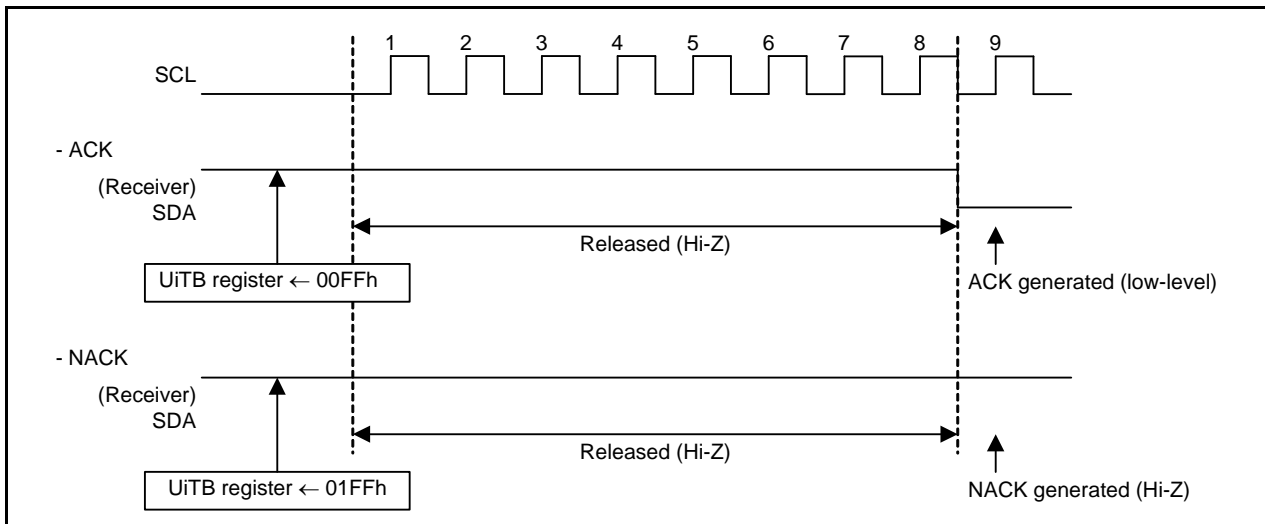 1 2 3 4 5 6 7 8 9
SCL
- ACK
(Receiver)
SDA
Released (Hi-Z)
UiTB register ← 00FFh
ACK generated (low-level)
- NACK
(Receiver)
SDA
Released (Hi-Z)
UiTB register ← 01FFh
NACK generated (Hi-Z)